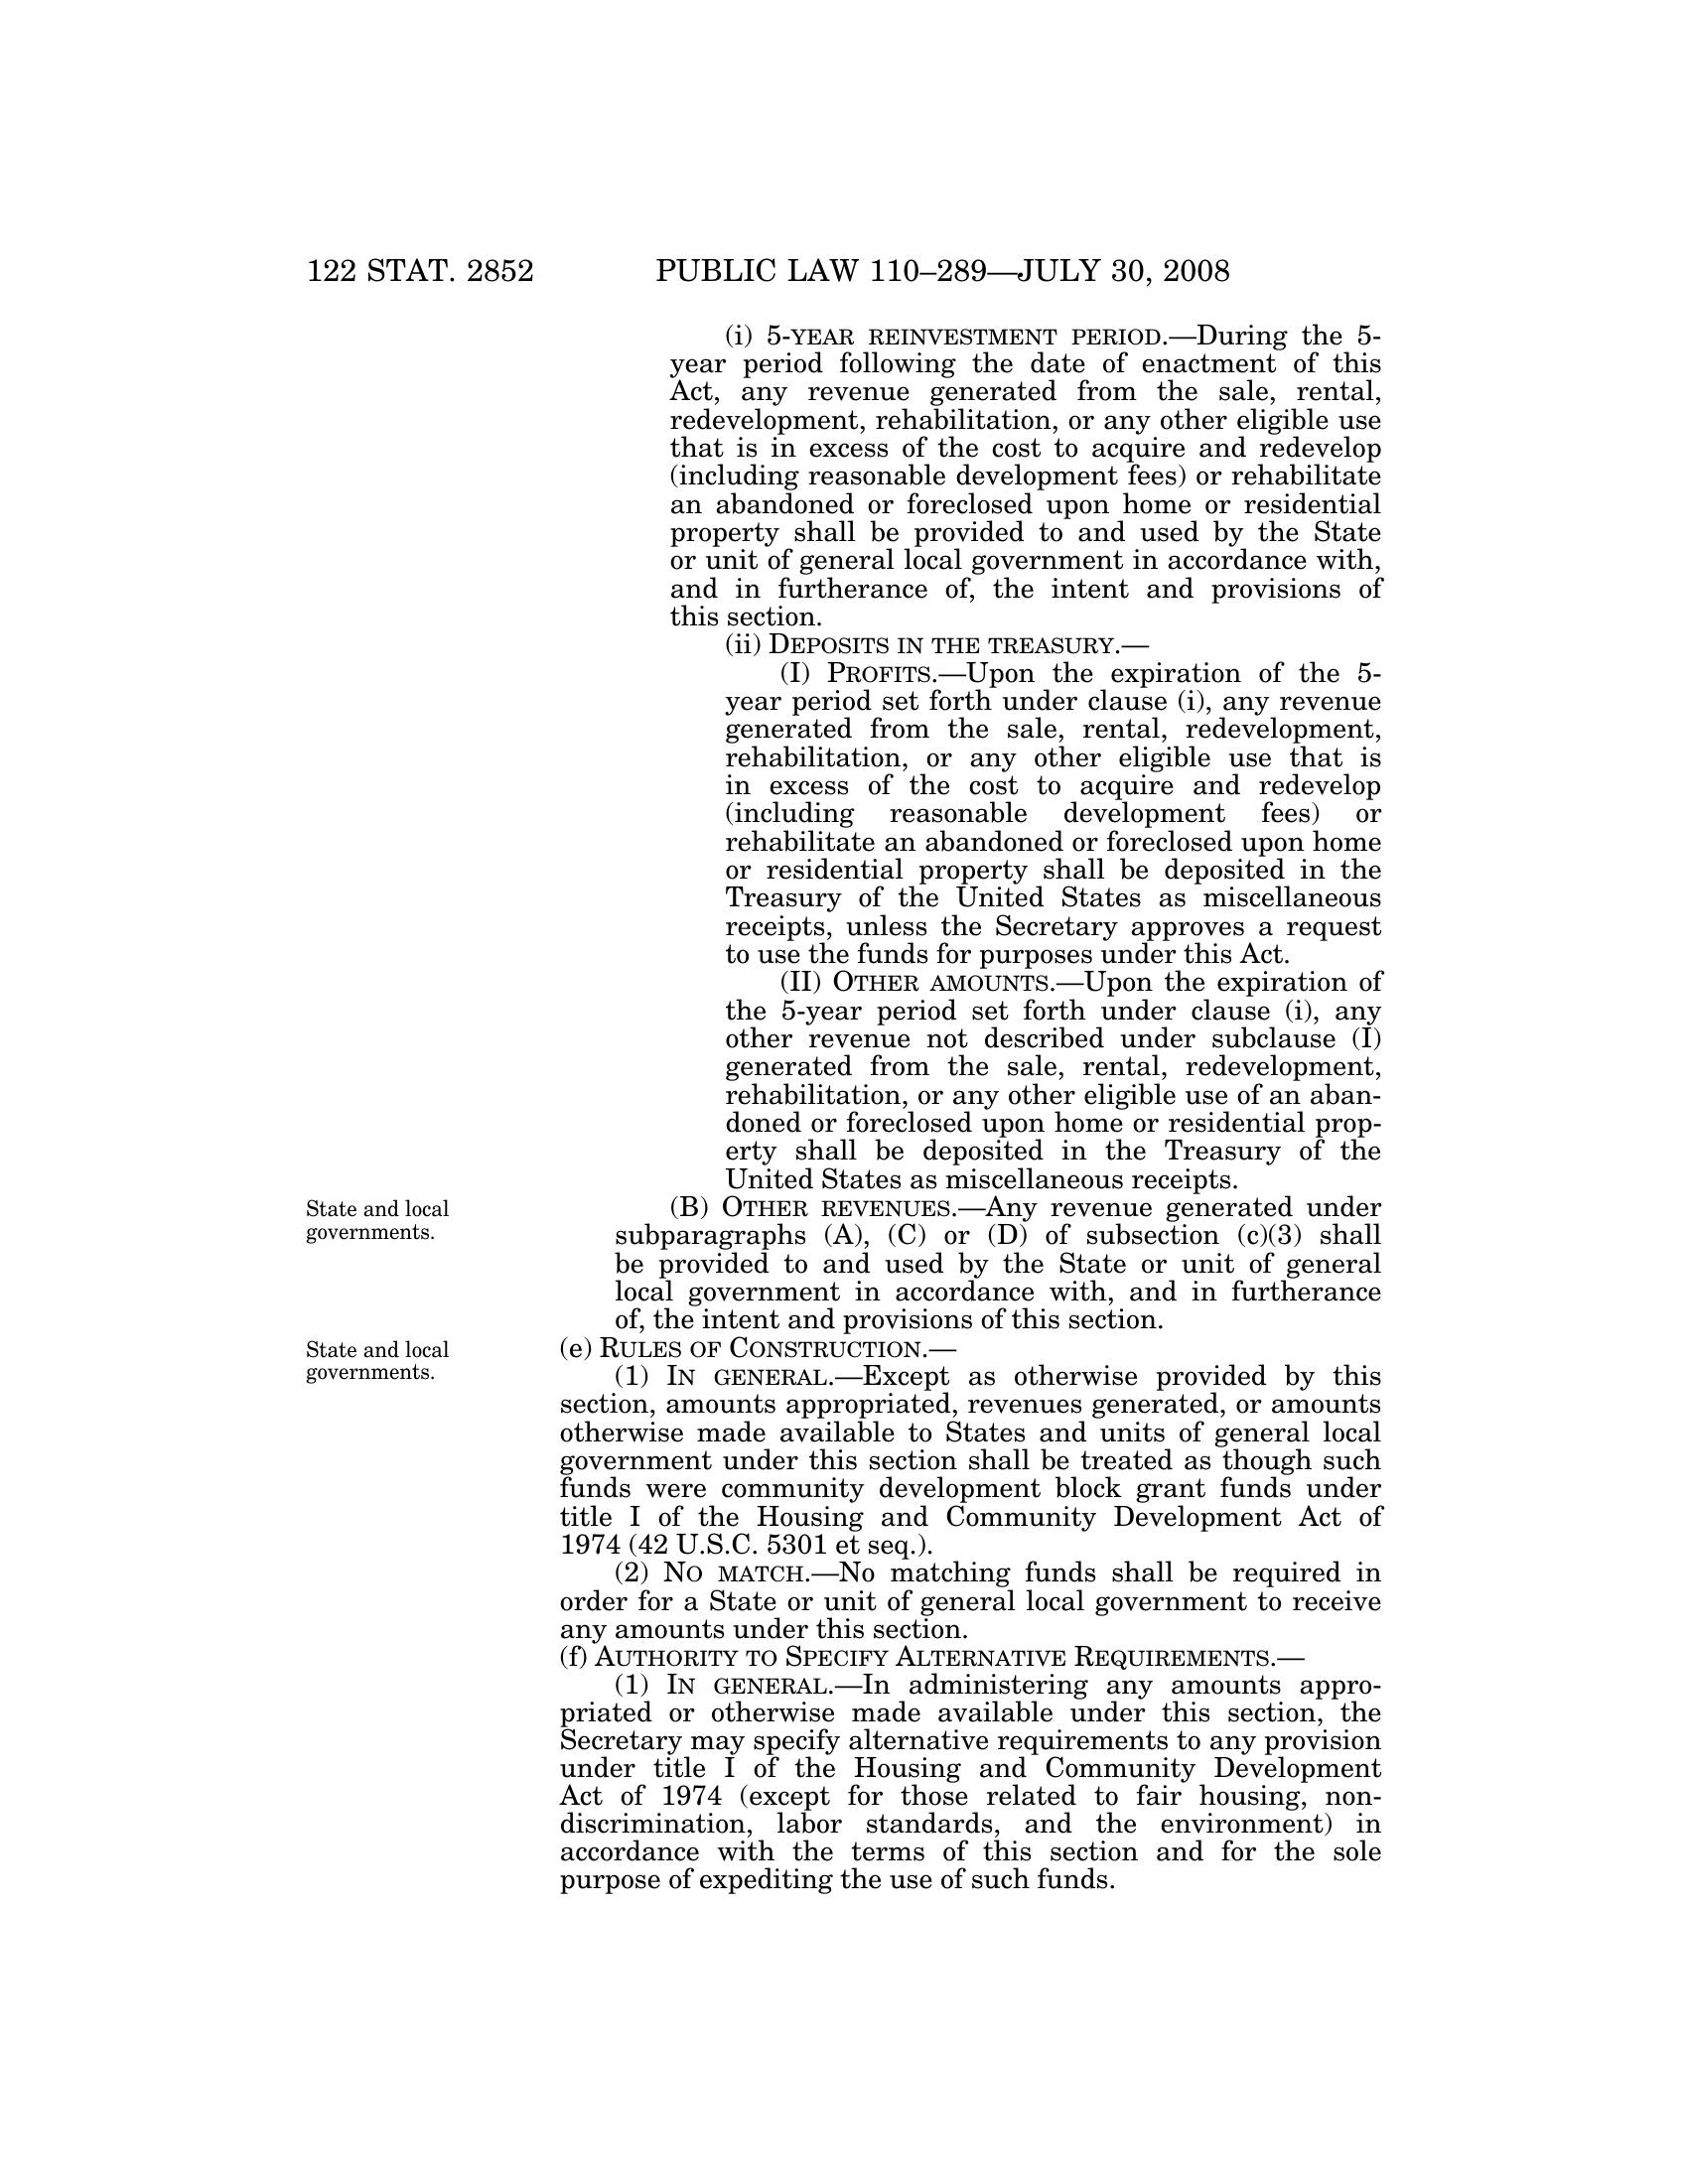 122 STAT. 2852 PUBLIC LAW 110–289—JULY 30, 2008
(i) 5-YEAR REINVESTMENT PERIOD.—During the 5-
year period following the date of enactment of this
Act, any revenue generated from the sale, rental,
redevelopment, rehabilitation, or any other eligible use
that is in excess of the cost to acquire and redevelop
(including reasonable development fees) or rehabilitate
an abandoned or foreclosed upon home or residential
property shall be provided to and used by the State
or unit of general local government in accordance with,
and in furtherance of, the intent and provisions of
this section.
(ii) DEPOSITS IN THE TREASURY.—
(I) PROFITS.—Upon the expiration of the 5-
year period set forth under clause (i), any revenue
generated from the sale, rental, redevelopment,
rehabilitation, or any other eligible use that is
in excess of the cost to acquire and redevelop
(including reasonable development fees) or
rehabilitate an abandoned or foreclosed upon home
or residential property shall be deposited in the
Treasury of the United States as miscellaneous
receipts, unless the Secretary approves a request
to use the funds for purposes under this Act.
(II) OTHER AMOUNTS.—Upon the expiration of
the 5-year period set forth under clause (i), any
other revenue not described under subclause (I)
generated from the sale, rental, redevelopment,
rehabilitation, or any other eligible use of an aban-
doned or foreclosed upon home or residential prop-
erty shall be deposited in the Treasury of the
United States as miscellaneous receipts.
State and local
governments.
(B) OTHER REVENUES.—Any revenue generated under
subparagraphs (A), (C) or (D) of subsection (c)(3) shall
be provided to and used by the State or unit of general
local government in accordance with, and in furtherance
of, the intent and provisions of this section.
State and local
governments.
(e) RULES OF CONSTRUCTION.—
(1) IN GENERAL.—Except as otherwise provided by this
section, amounts appropriated, revenues generated, or amounts
otherwise made available to States and units of general local
government under this section shall be treated as though such
funds were community development block grant funds under
title I of the Housing and Community Development Act of
1974 (42 U.S.C. 5301 et seq.).
(2) NO MATCH.—No matching funds shall be required in
order for a State or unit of general local government to receive
any amounts under this section.
(f) AUTHORITY TO SPECIFY ALTERNATIVE REQUIREMENTS.—
(1) IN GENERAL.—In administering any amounts appro-
priated or otherwise made available under this section, the
Secretary may specify alternative requirements to any provision
under title I of the Housing and Community Development
Act of 1974 (except for those related to fair housing, non-
discrimination, labor standards, and the environment) in
accordance with the terms of this section and for the sole
purpose of expediting the use of such funds.